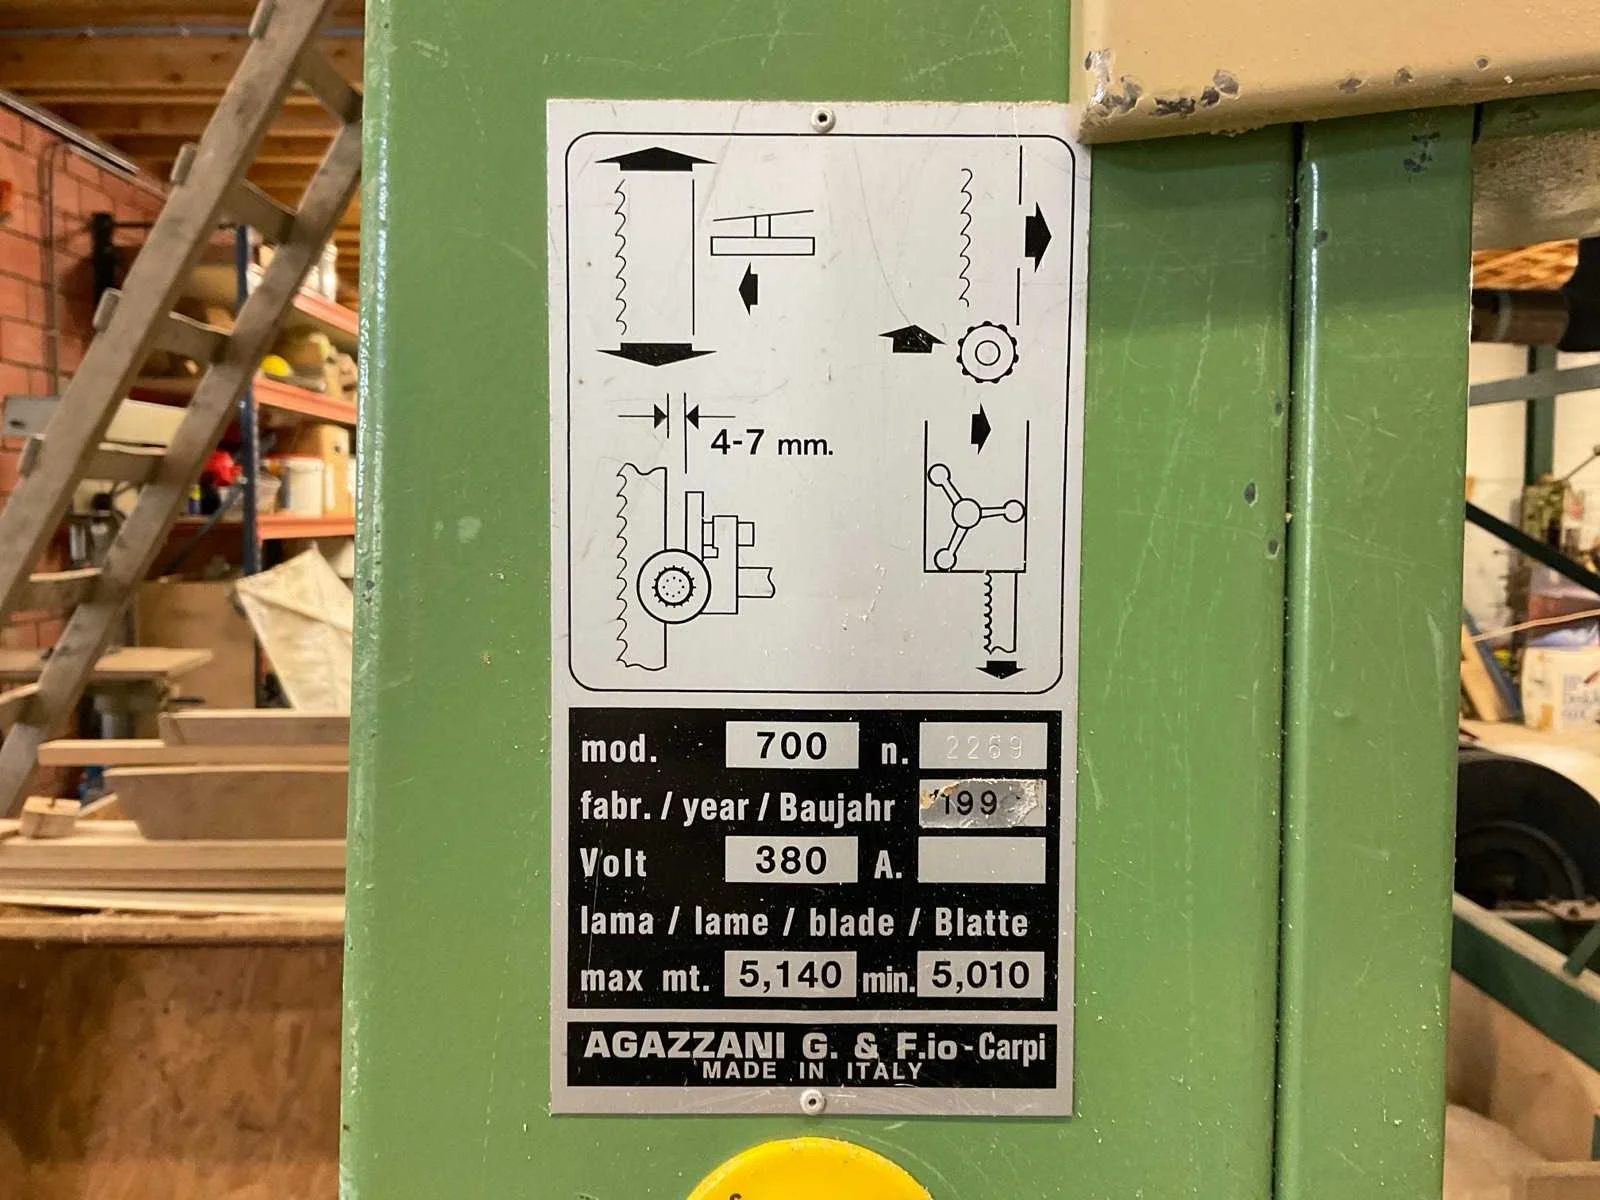 4-7 mm.
mod. 700 n. 2269
fabr. / year / Baujahr 199
Volt 380 A.
lama / lame / blade / Blatte
max mt. 5,140 min. 5,010
AGAZZANI G. & F.io - Carpi
MADE IN ITALY